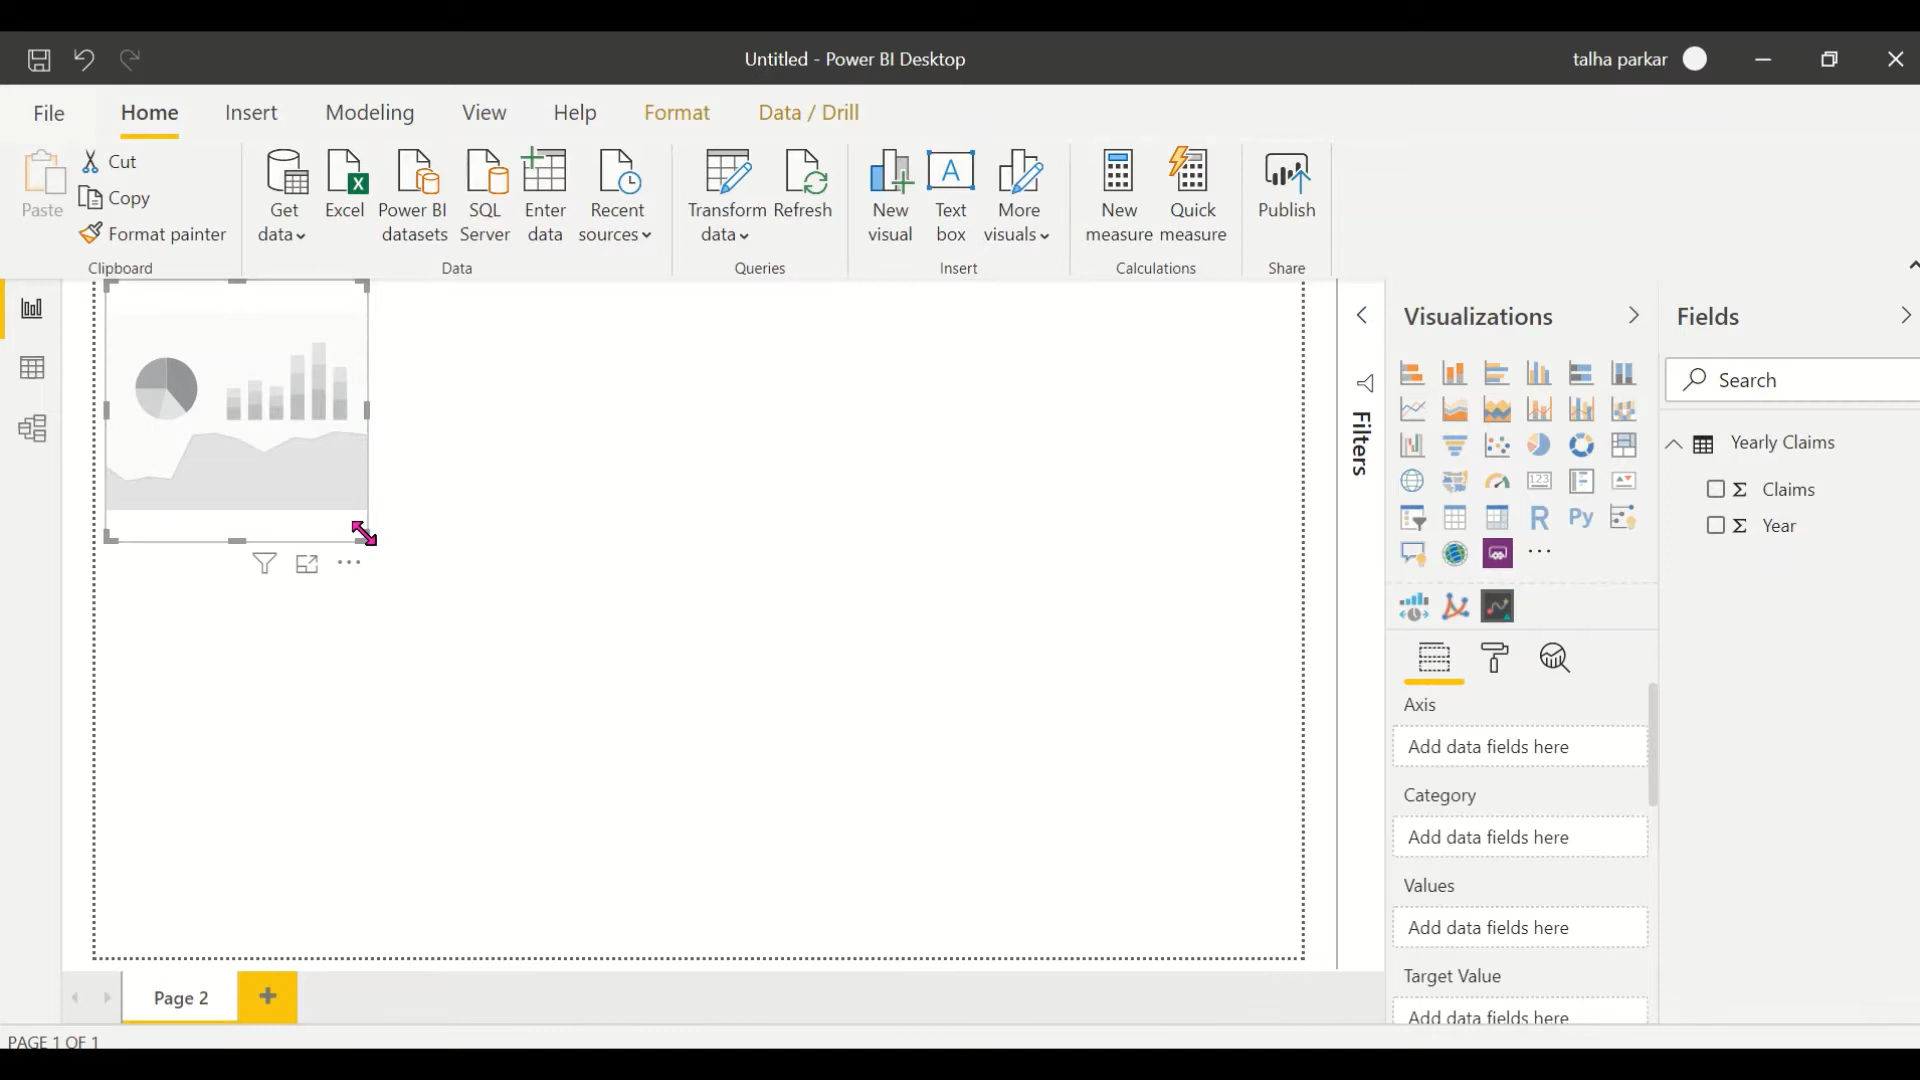 Untitled - Power BI Desktop
talha parkar
File
Home
Insert
Modeling
View
Help
Format
Data / Drill
Paste
Cut
Copy
Format painter
Clipboard
Get
data
Excel
Power BI
datasets
SQL
Server
Enter
data
Recent
sources
Data
Transform
data
Refresh
Queries
New
visual
A
Text
box
More
visuals
Insert
New
measure
Quick
measure
Calculations
Publish
Share
Filters
Visualizations
123
R
Py
Axis
Add data fields here
Category
Add data fields here
Values
Add data fields here
Target Value
Add data fields here
Fields
Search
Yearly Claims
Σ Claims
Σ Year
Page 2
PAGE 1 OF 1